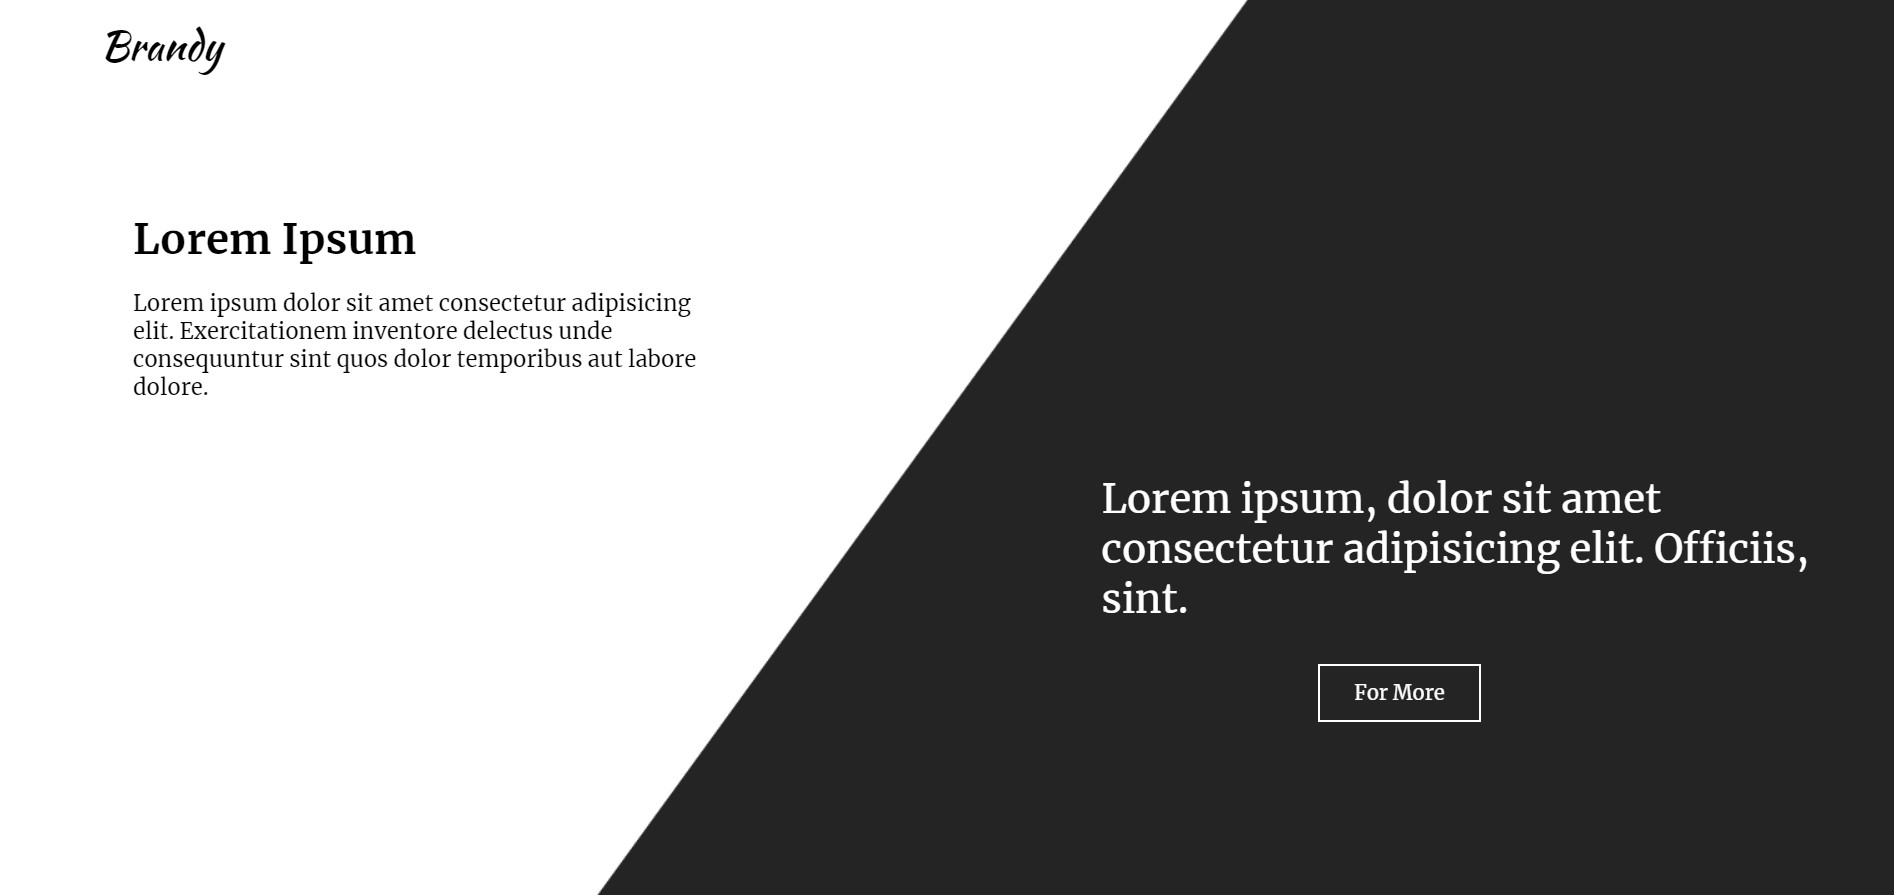 Brandy
Lorem Ipsum
Lorem ipsum dolor sit amet consectetur adipisicing
elit. Exercitationem inventore delectus unde
consequuntur sint quos dolor temporibus aut labore
dolore.
Lorem ipsum, dolor sit amet
consectetur adipisicing elit. Officiis,
sint.
For More